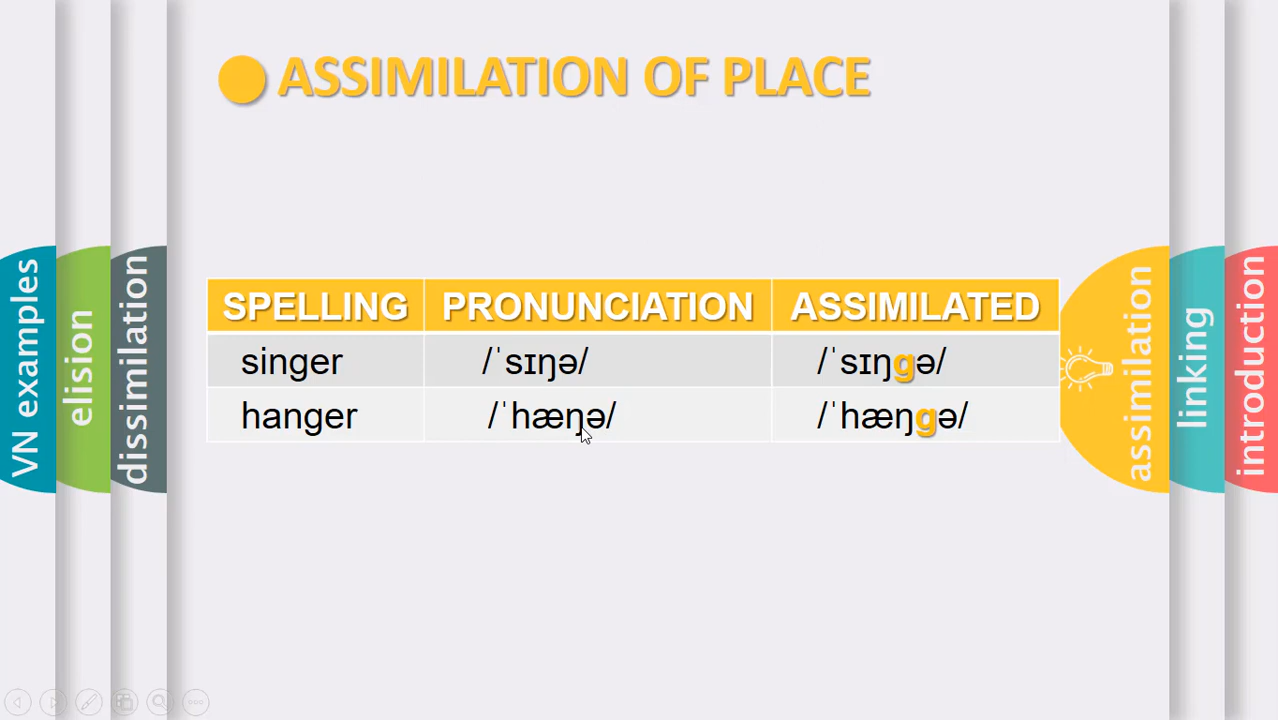 ASSIMILATION OF PLACE
VN examples
elision
dissimilation
SPELLING PRONUNCIATION ASSIMILATED
singer /ˈsɪŋə/ /ˈsɪŋgə/
hanger /ˈhæŋə/ /ˈhæŋgə/
assimilation
linking
introduction